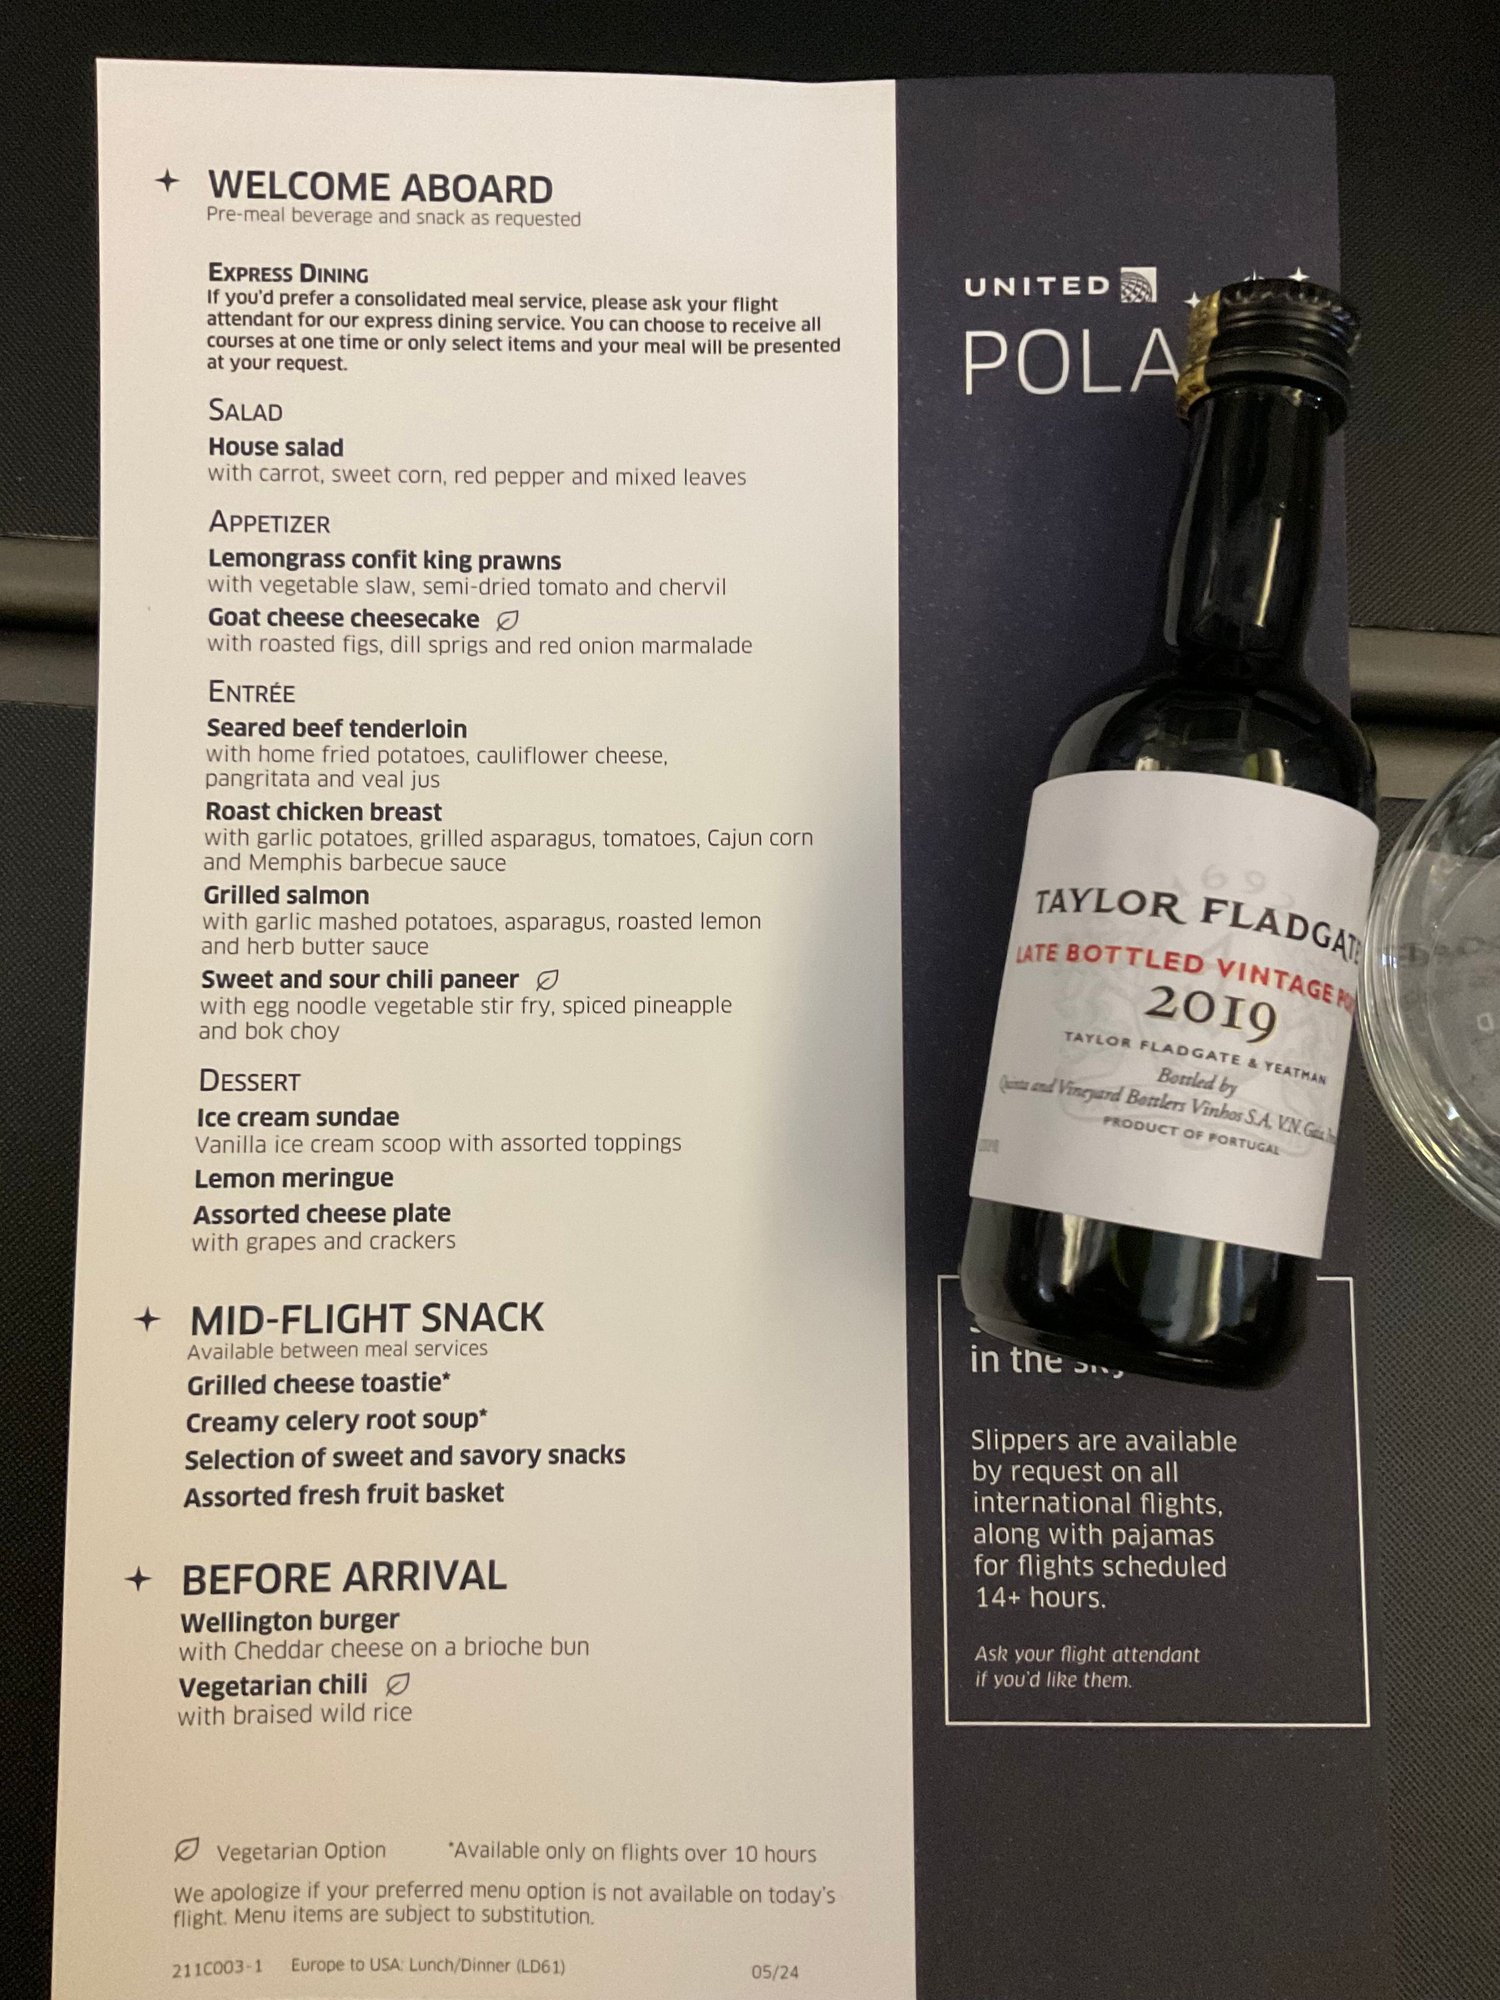 WELCOME ABOARD
Pre-meal beverage and snack as requested
EXPRESS DINING
If you'd prefer a consolidated meal service, please ask your flight
attendant for our express dining service. You can choose to receive all
courses at one time or only select items and your meal will be presented
at your request.
SALAD
House salad
with carrot, sweet corn, red pepper and mixed leaves
APPETIZER
Lemongrass confit king prawns
with vegetable slaw, semi-dried tomato and chervil
Goat cheese cheesecake
with roasted figs, dill sprigs and red onion marmalade
ENTRÉE
Seared beef tenderloin
with home fried potatoes, cauliflower cheese,
pangritata and veal jus
Roast chicken breast
with garlic potatoes, grilled asparagus, tomatoes, Cajun corn
and Memphis barbecue sauce
Grilled salmon
with garlic mashed potatoes, asparagus, roasted lemon
and herb butter sauce
Sweet and sour chili paneer
with egg noodle vegetable stir fry, spiced pineapple
and bok choy
DESSERT
Ice cream sundae
Vanilla ice cream scoop with assorted toppings
Lemon meringue
Assorted cheese plate
with grapes and crackers
MID-FLIGHT SNACK
Available between meal services
Grilled cheese toastie*
Creamy celery root soup*
Selection of sweet and savory snacks
Assorted fresh fruit basket
BEFORE ARRIVAL
Wellington burger
with Cheddar cheese on a brioche bun
Vegetarian chili
with braised wild rice
Vegetarian Option *Available only on flights over 10 hours
We apologize if your preferred menu option is not available on today's
flight. Menu items are subject to substitution.
211C003-1 Europe to USA: Lunch/Dinner (LD61) 05/24
UNITED
POLA
TAYLOR FLADGATE
LATE BOTTLED VINTAGE
2019
TAYLOR FLADGATE & YEATMAN
Bottled by
Quinta and Vineyard Bottlers Vinhos S.A. V.N. Gaia
PRODUCT OF PORTUGAL
in the
Slippers are available
by request on all
international flights,
along with pajamas
for flights scheduled
14+ hours.
Ask your flight attendant
if you'd like them.